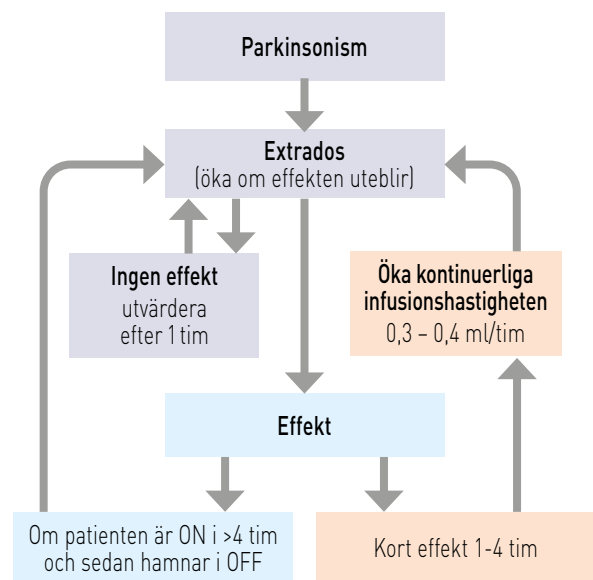 Parkinsonism
Extrados
(öka om effekten uteblir)
Ingen effekt
utvärdera
efter 1 tim
Öka kontinuerliga
infusionshastigheten
0,3 – 0,4 ml/tim
Effekt
Om patienten är ON i >4 tim
och sedan hamnar i OFF
Kort effekt 1-4 tim